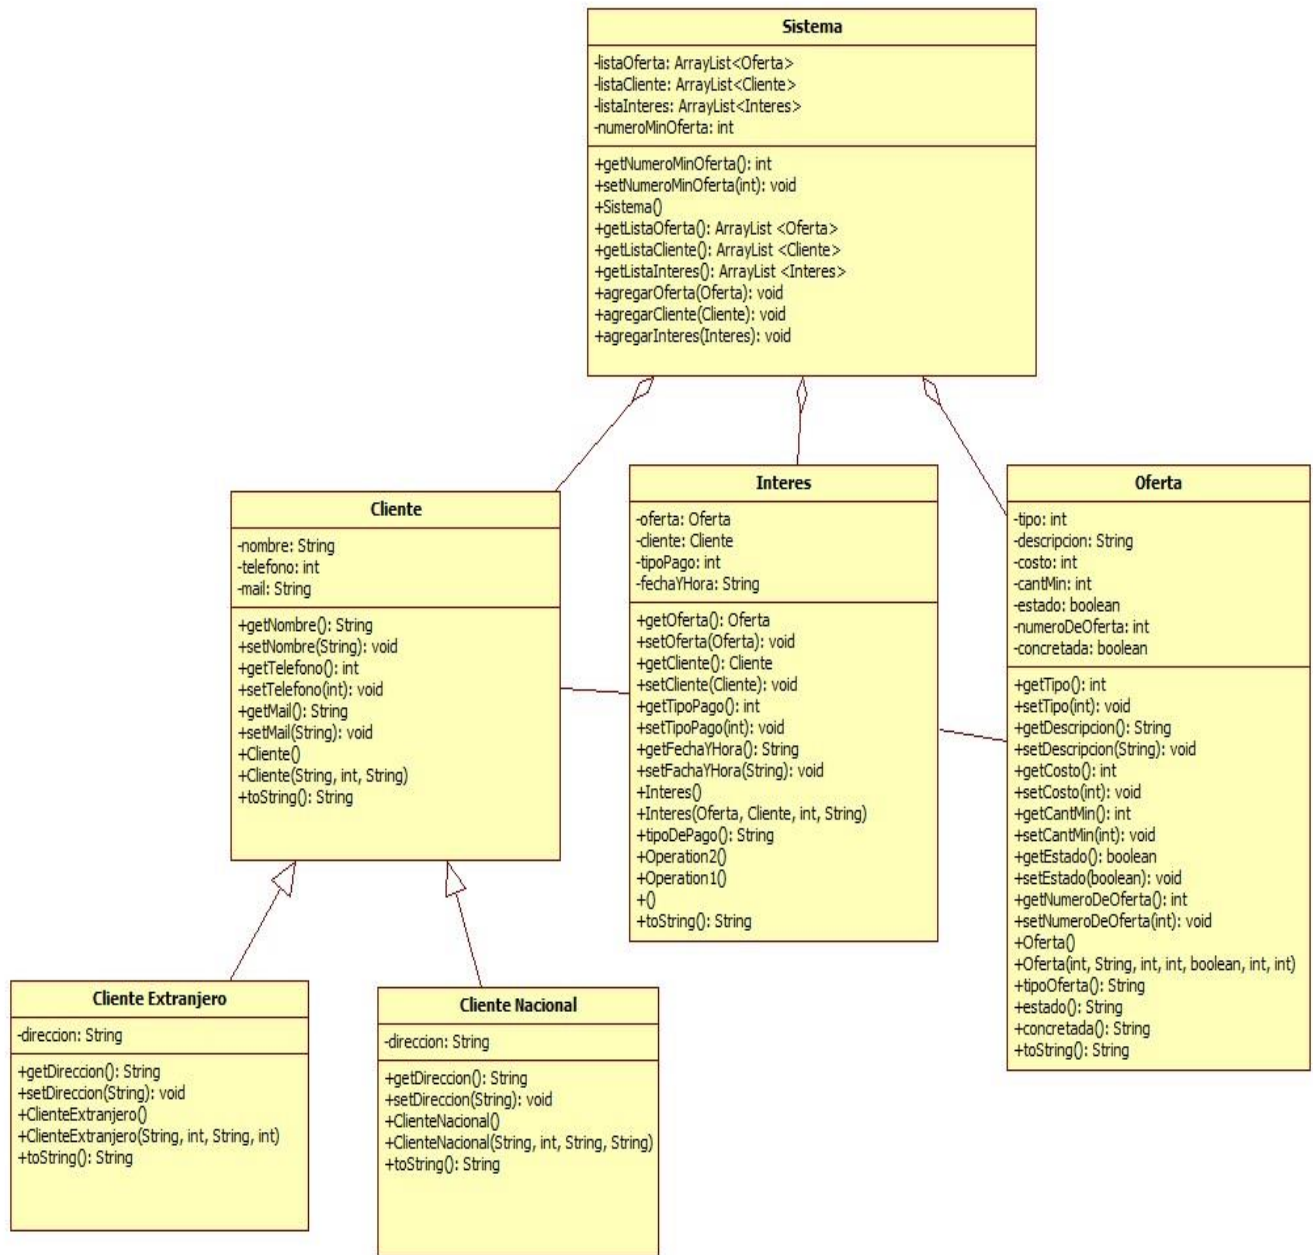 Sistema
-listaOferta: ArrayList<Oferta>
-listaCliente: ArrayList<Cliente>
-listaInteres: ArrayList<Interes>
-numeroMinOferta: int
+getNumeroMinOferta(): int
+setNumeroMinOferta(int): void
+Sistema()
+getListaOferta(): ArrayList <Oferta>
+getListaCliente(): ArrayList <Cliente>
+getListaInteres(): ArrayList <Interes>
+agregarOferta(Oferta): void
+agregarCliente(Cliente): void
+agregarInteres(Interes): void
Cliente
-nombre: String
-telefono: int
-mail: String
+getNombre(): String
+setNombre(String): void
+getTelefono(): int
+setTelefono(int): void
+getMail(): String
+setMail(String): void
+Cliente()
+Cliente(String, int, String)
+toString(): String
Interes
-oferta: Oferta
-cliente: Cliente
-tipoPago: int
-fechaYHora: String
+getOferta(): Oferta
+setOferta(Oferta): void
+getCliente(): Cliente
+setCliente(Cliente): void
+getTipoPago(): int
+setTipoPago(int): void
+getFechaYHora(): String
+setFachaYHora(String): void
+Interes()
+Interes(Oferta, Cliente, int, String)
+tipoDePago(): String
+Operation2()
+Operation1()
+()
+toString(): String
Oferta
-tipo: int
-descripcion: String
-costo: int
-cantMin: int
-estado: boolean
-numeroDeOferta: int
-concretada: boolean
+getTipo(): int
+setTipo(int): void
+getDescripcion(): String
+setDescripcion(String): void
+getCosto(): int
+setCosto(int): void
+getCantMin(): int
+setCantMin(int): void
+getEstado(): boolean
+setEstado(boolean): void
+getNumeroDeOferta(): int
+setNumeroDeOferta(int): void
+Oferta()
+Oferta(int, String, int, int, boolean, int, int)
+tipoOferta(): String
+estado(): String
+concretada(): String
+toString(): String
Cliente Extranjero
-direccion: String
+getDireccion(): String
+setDireccion(String): void
+ClienteExtranjero()
+ClienteExtranjero(String, int, String, int)
+toString(): String
Cliente Nacional
-direccion: String
+getDireccion(): String
+setDireccion(String): void
+ClienteNacional()
+ClienteNacional(String, int, String, String)
+toString(): String